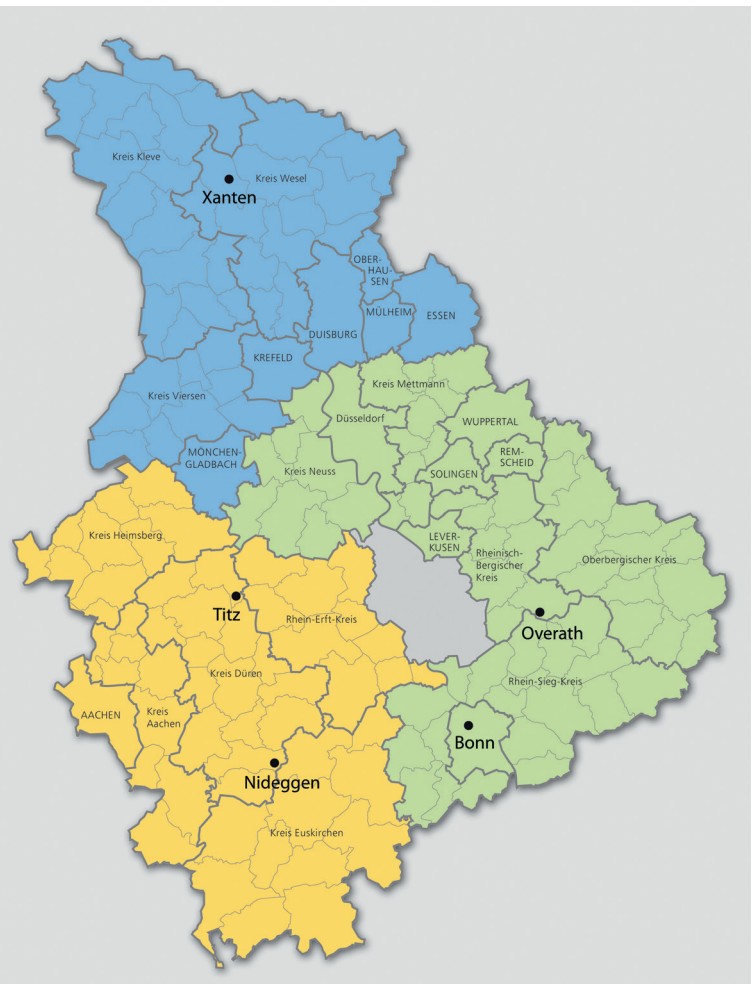 Kreis Kleve
Kreis Wesel
Xanten
OBER-
HAU-
SEN
MÜLHEIM
ESSEN
DUISBURG
KREFELD
Kreis Mettmann
Kreis Viersen
Düsseldorf
WUPPERTAL
MÖNCHEN-
GLADBACH
REM-
SCHEID
Kreis Neuss
SOLINGEN
Kreis Heimsberg
LEVER-
KUSEN
Rheinisch-
Bergischer
Kreis
Oberbergischer Kreis
Titz
Rhein-Erft-Kreis
Overath
Kreis Düren
Rhein-Sieg-Kreis
AACHEN
Kreis
Aachen
Bonn
Nideggen
Kreis Euskirchen